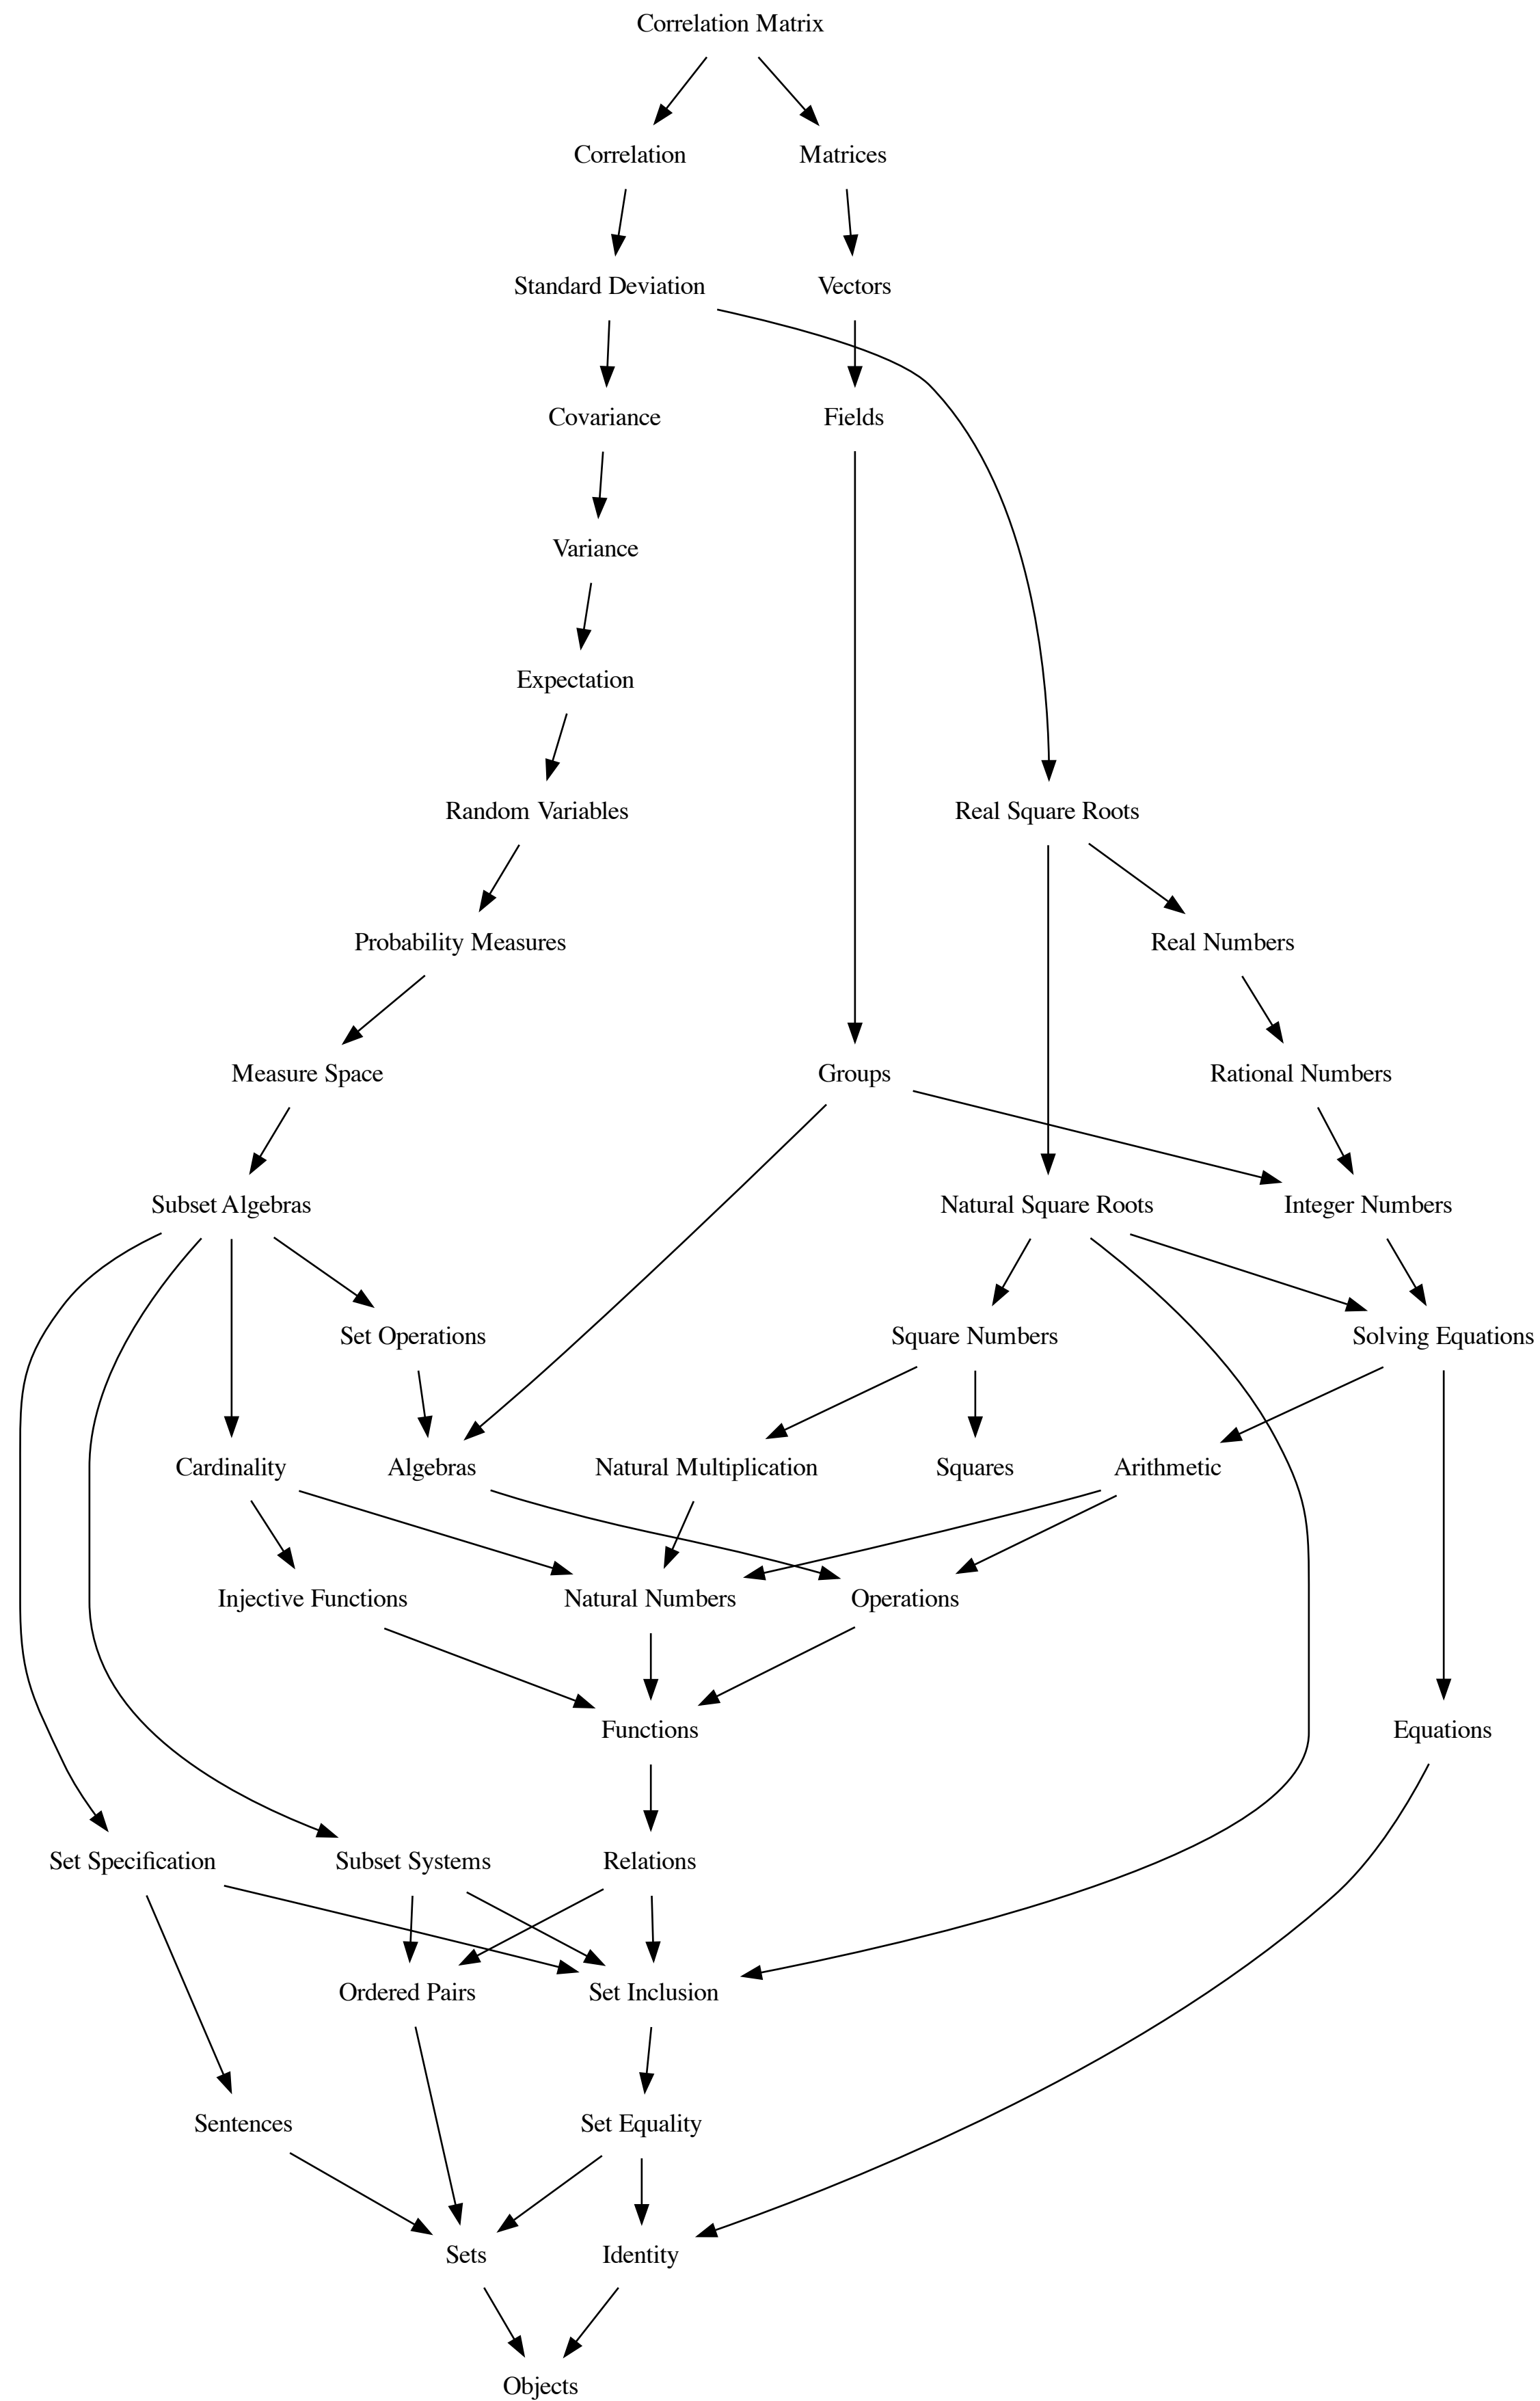 Correlation Matrix
Correlation
Matrices
Standard Deviation
Vectors
Covariance
Fields
Variance
Expectation
Random Variables
Real Square Roots
Probability Measures
Real Numbers
Measure Space
Groups
Rational Numbers
Subset Algebras
Natural Square Roots
Integer Numbers
Set Operations
Square Numbers
Solving Equations
Cardinality
Algebras
Natural Multiplication
Squares
Arithmetic
Injective Functions
Natural Numbers
Operations
Functions
Equations
Set Specification
Subset Systems
Relations
Ordered Pairs
Set Inclusion
Sentences
Set Equality
Sets
Identity
Objects